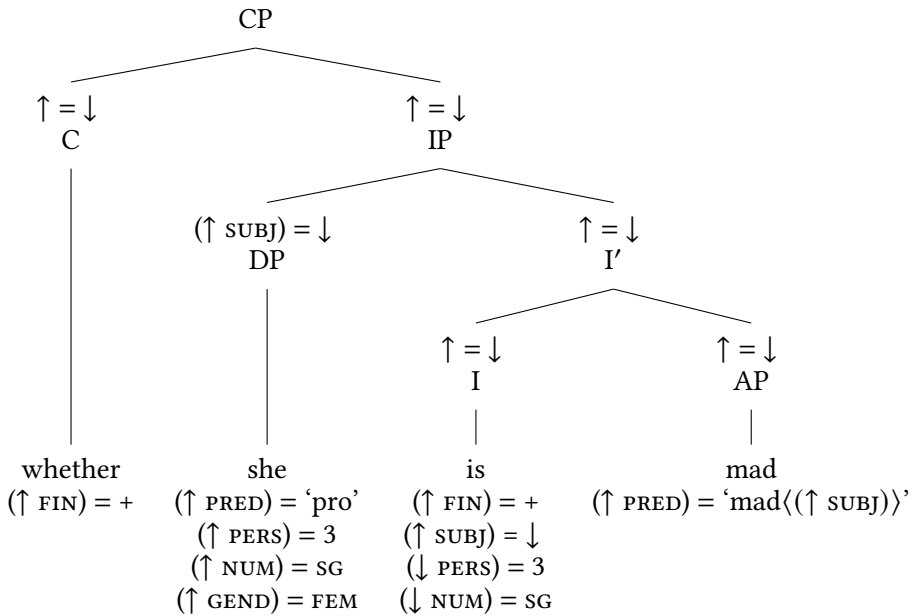 CP
↑ = ↓ ↑ = ↓
C IP
(↑ SUBJ) = ↓ ↑ = ↓
DP I′
↑ = ↓ ↑ = ↓
I AP
whether she is mad
(↑ FIN) = + (↑ PRED) = ‘pro’ (↑ FIN) = + (↑ PRED) = ‘mad⟨(↑ SUBJ)⟩’
(↑ PERS) = 3 (↑ SUBJ) = ↓
(↑ NUM) = SG (↓ PERS) = 3
(↑ GEND) = FEM (↓ NUM) = SG